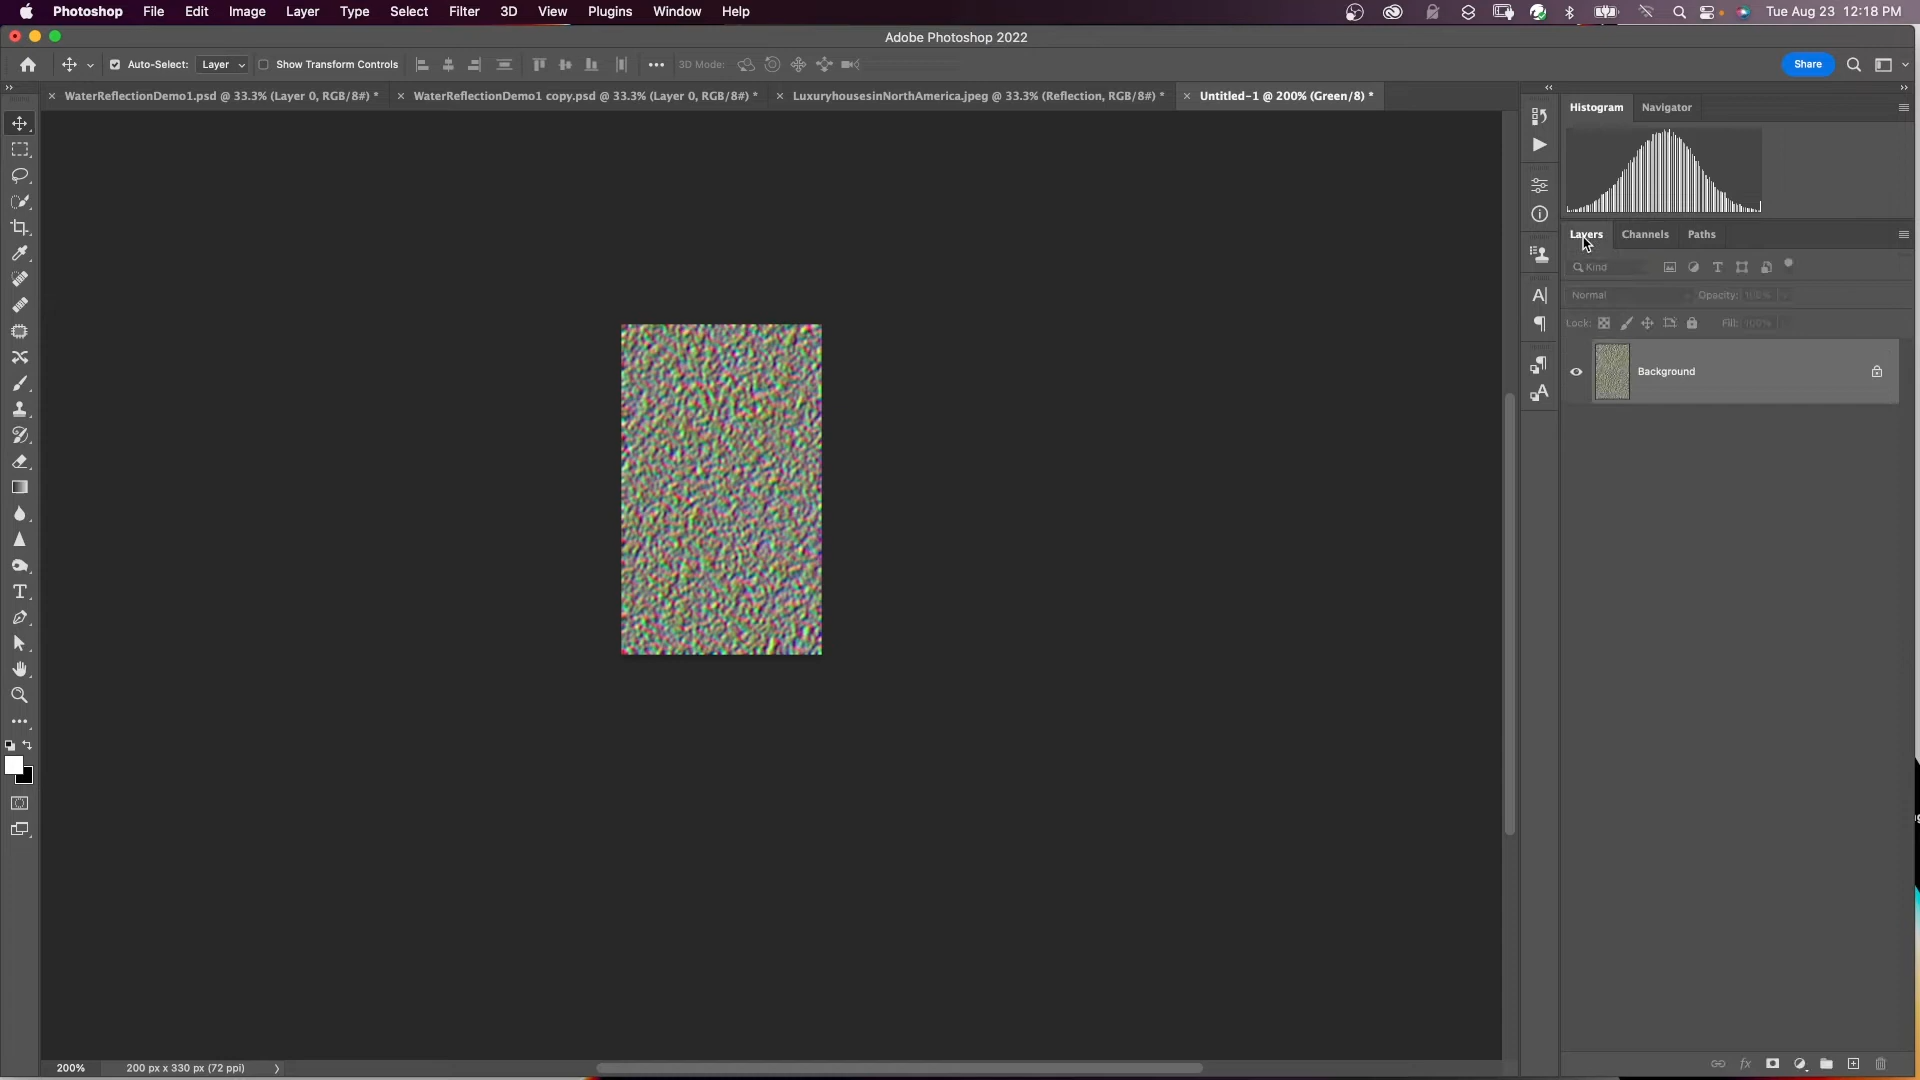 Photoshop File Edit Image Layer Type Select Filter 3D View Plugins Window Help Tue Aug 23 12:18 PM
Adobe Photoshop 2022
Auto-Select: Layer Show Transform Controls 3D Mode: Share
WaterReflectionDemo1.psd @ 33.3% (Layer 0, RGB/8#) * WaterReflectionDemo1 copy.psd @ 33.3% (Layer 0, RGB/8#) * LuxuryhousesinNorthAmerica.jpeg @ 33.3% (Reflection, RGB/8#) * Untitled-1 @ 200% (Green/8) *
Histogram Navigator
Layers Channels Paths
Kind
Normal Opacity: 100%
Lock: Fill: 100%
Background
200% 200 px x 330 px (72 ppi)